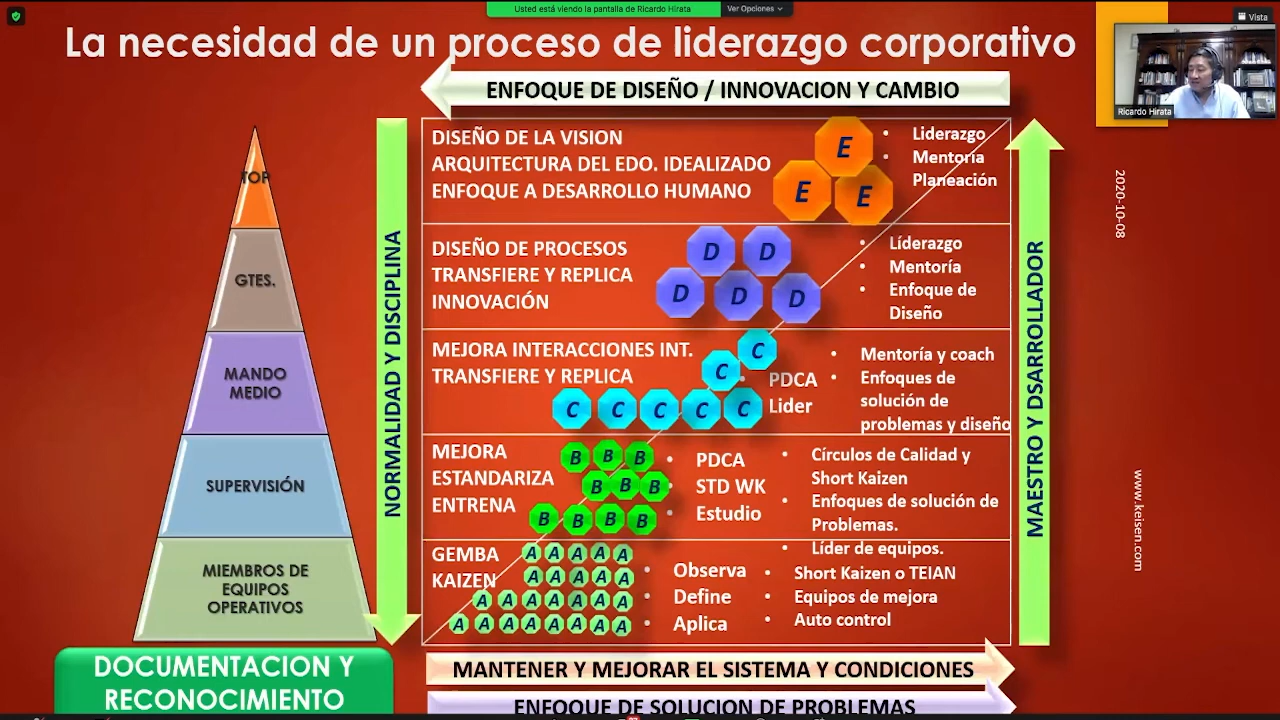 Usted está viendo la pantalla de Ricardo Hirata
Ver Opciones
Vista
La necesidad de un proceso de liderazgo corporativo
Ricardo Hirata
ENFOQUE DE DISEÑO / INNOVACION Y CAMBIO
TOP
GTES.
MANDO
MEDIO
SUPERVISIÓN
MIEMBROS DE
EQUIPOS
OPERATIVOS
NORMALIDAD Y DISCIPLINA
DISEÑO DE LA VISION
ARQUITECTURA DEL EDO. IDEALIZADO
ENFOQUE A DESARROLLO HUMANO
E
E E
• Liderazgo
• Mentoría
Planeación
DISEÑO DE PROCESOS
TRANSFIERE Y REPLICA
INNOVACIÓN
D D
D D D
• Líderazgo
• Mentoría
• Enfoque de
Diseño
MEJORA INTERACCIONES INT.
TRANSFIERE Y REPLICA
C
C
C C C C C
• PDCA
Lider
• Mentoría y coach
• Enfoques de
solución de
problemas y diseño
MEJORA
ESTANDARIZA
ENTRENA
B B B
B B B
B B B B
• PDCA
• STD WK
• Estudio
• Círculos de Calidad y
Short Kaizen
• Enfoques de solución de
Problemas.
• Líder de equipos.
GEMBA
KAIZEN
A A A A A
A A A A A
A A A A A A A
A A A A A A A A
• Observa
• Define
• Aplica
• Short Kaizen o TEIAN
• Equipos de mejora
• Auto control
MAESTRO Y DSARROLLADOR
2020-10-08
www.keisen.com
DOCUMENTACION Y
RECONOCIMIENTO
MANTENER Y MEJORAR EL SISTEMA Y CONDICIONES
ENFOQUE DE SOLUCION DE PROBLEMAS